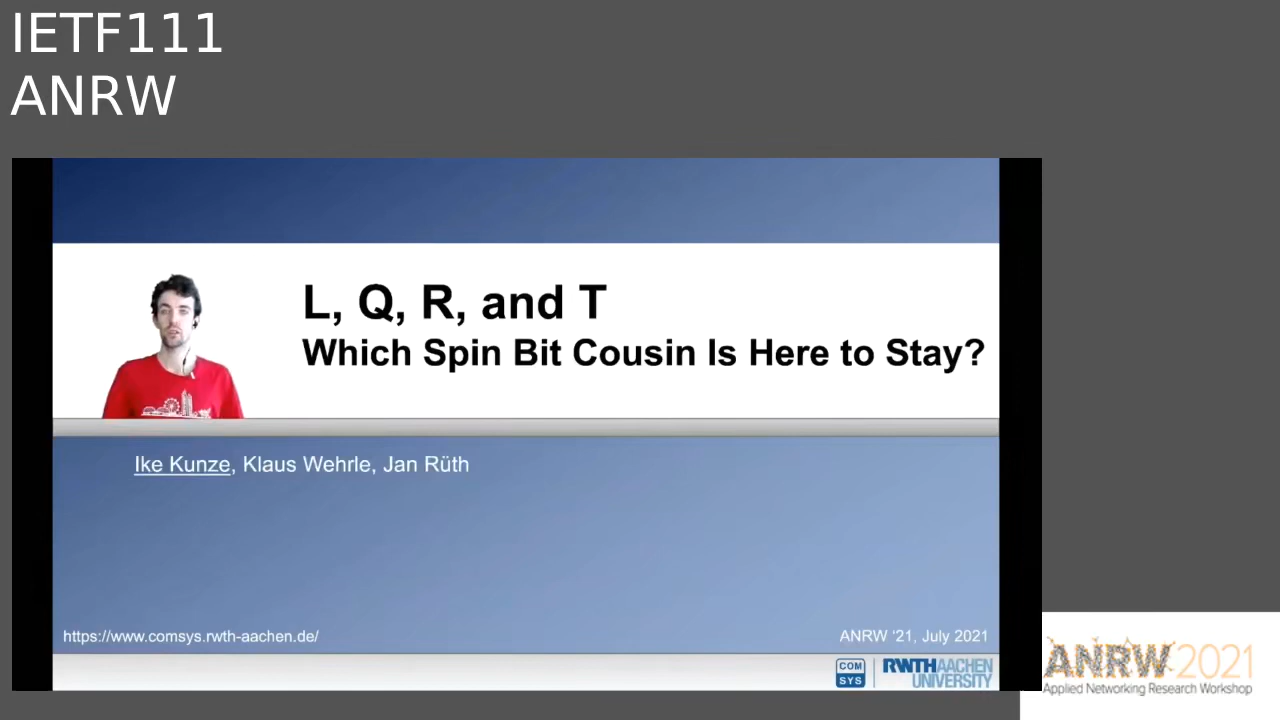 IETF111
ANRW
L, Q, R, and T
Which Spin Bit Cousin Is Here to Stay?
Ike Kunze, Klaus Wehrle, Jan Rüth
https://www.comsys.rwth-aachen.de/
ANRW ‘21, July 2021
COM
SYS
RWTHAACHEN
UNIVERSITY
ANRW2021
Applied Networking Research Workshop